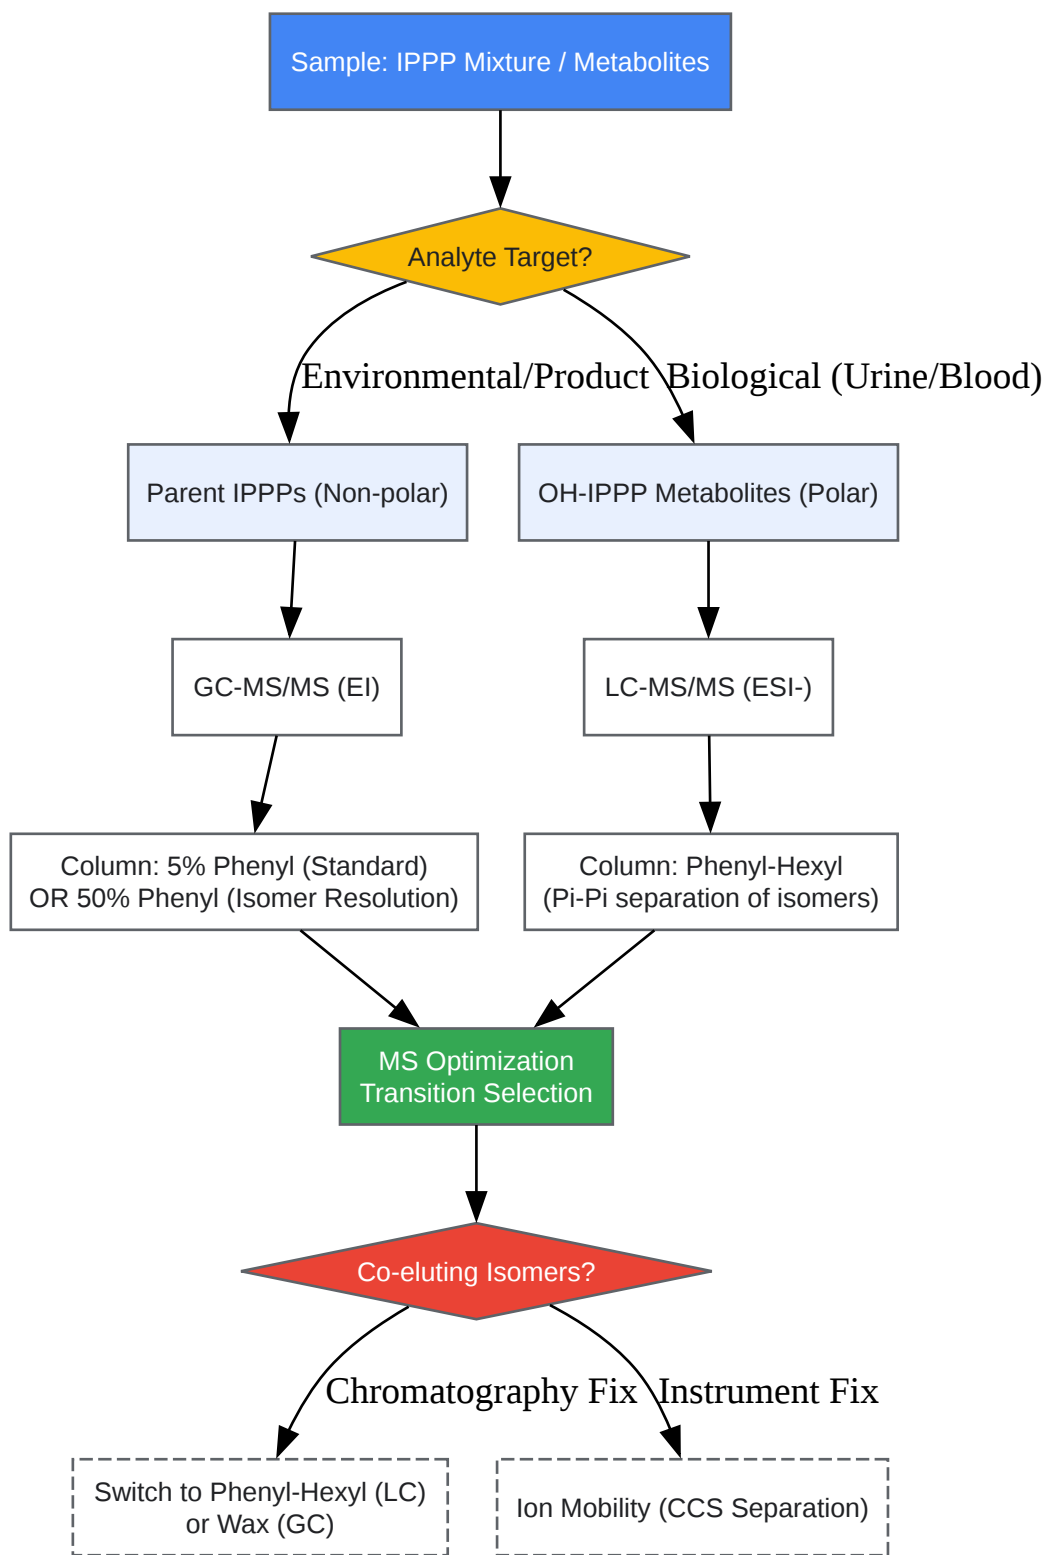 Sample: IPPP Mixture / Metabolites
Analyte Target?
Environmental/Product
Biological (Urine/Blood)
Parent IPPPs (Non-polar)
OH-IPPP Metabolites (Polar)
GC-MS/MS (EI)
LC-MS/MS (ESI-)
Column: 5% Phenyl (Standard)
OR 50% Phenyl (Isomer Resolution)
Column: Phenyl-Hexyl
(Pi-Pi separation of isomers)
MS Optimization
Transition Selection
Co-eluting Isomers?
Chromatography Fix
Instrument Fix
Switch to Phenyl-Hexyl (LC)
or Wax (GC)
Ion Mobility (CCS Separation)